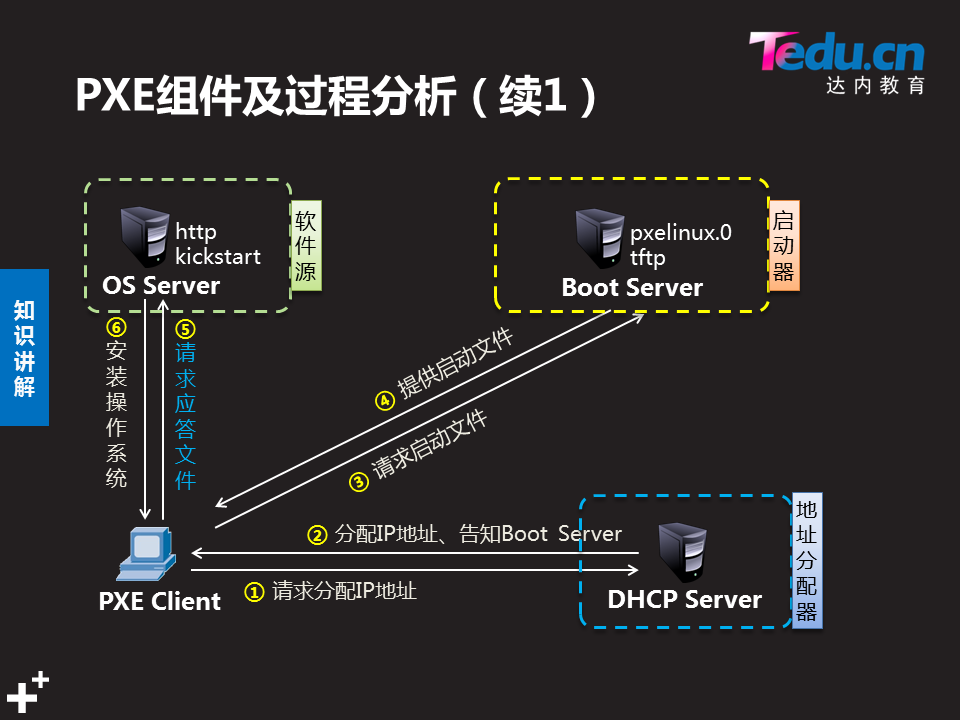 Tedu.cn
达内教育
PXE组件及过程分析（续1）
知识讲解
http
kickstart
OS Server
软件源
pxelinux.0
tftp
Boot Server
启动器
⑥安装操作系统
⑤请求应答文件
④ 提供启动文件
③ 请求启动文件
② 分配IP地址、告知Boot Server
① 请求分配IP地址
PXE Client
DHCP Server
地址分配器